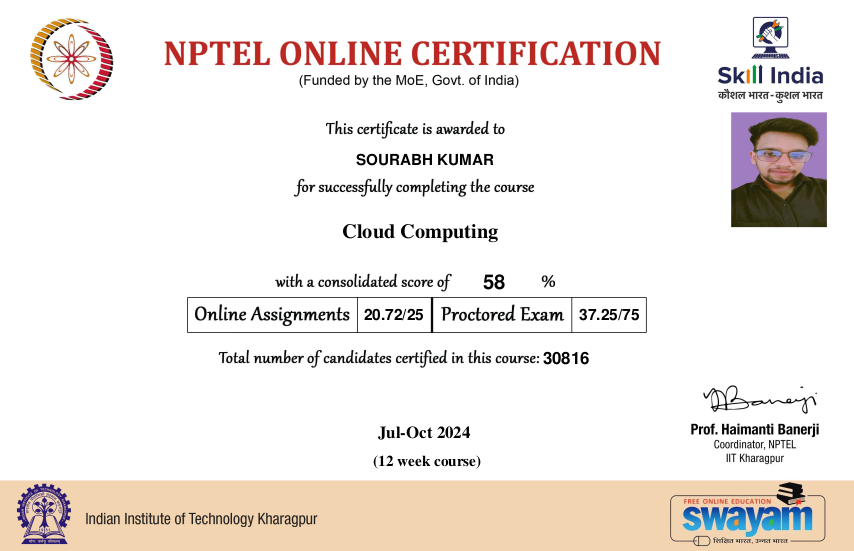 NPTEL ONLINE CERTIFICATION
(Funded by the MoE, Govt. of India)
Skill India
कौशल भारत - कुशल भारत
This certificate is awarded to
SOURABH KUMAR
for successfully completing the course
Cloud Computing
with a consolidated score of 58 %
Online Assignments 20.72/25 Proctored Exam 37.25/75
Total number of candidates certified in this course: 30816
Jul-Oct 2024
(12 week course)
Prof. Haimanti Banerji
Coordinator, NPTEL
IIT Kharagpur
Indian Institute of Technology Kharagpur
FREE ONLINE EDUCATION
swayam
शिक्षित भारत, उन्नत भारत